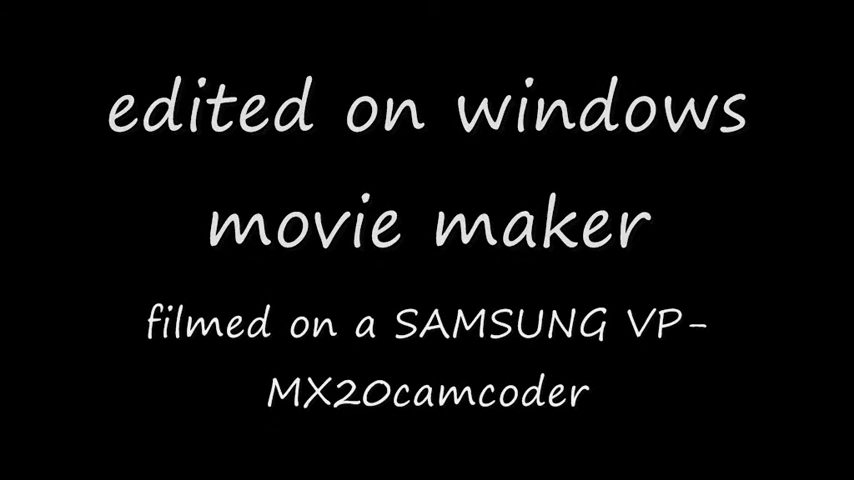 edited on windows
movie maker
filmed on a SAMSUNG VP-
MX20camcoder